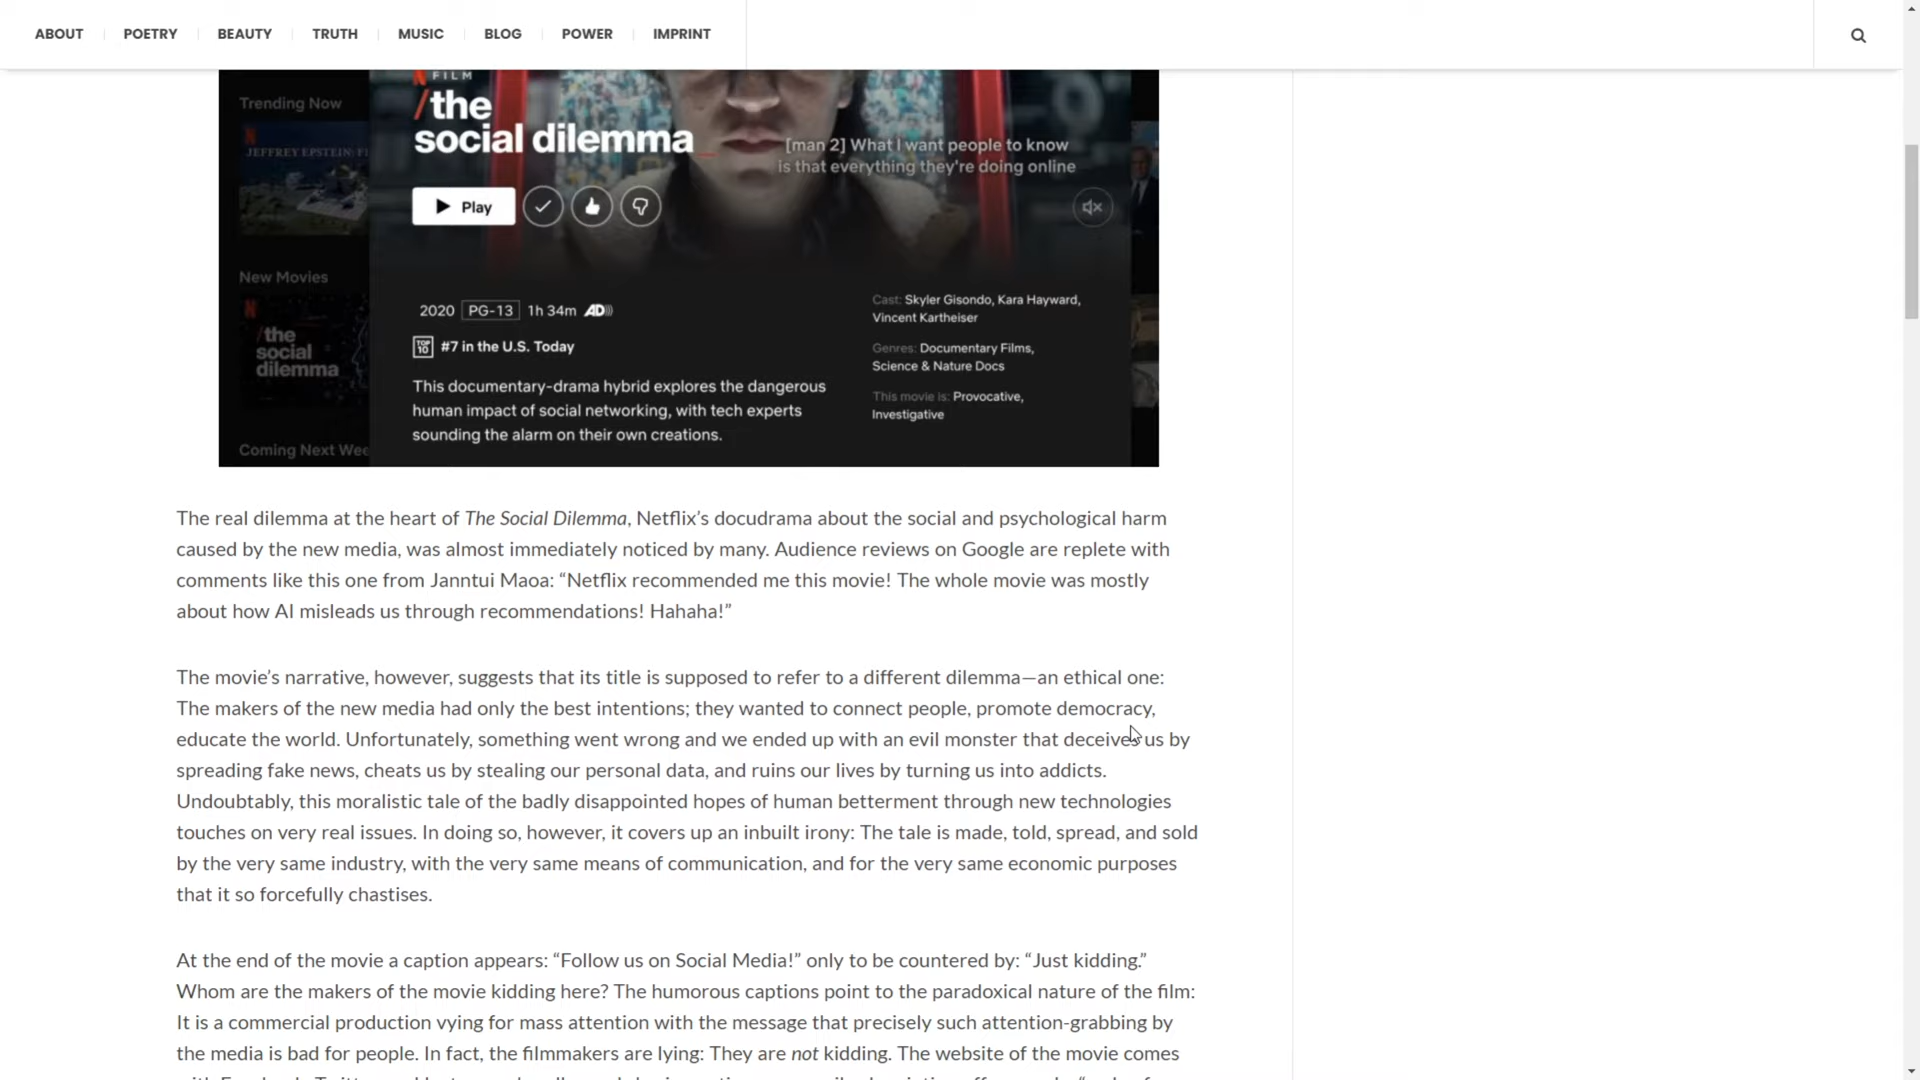 ABOUT
POETRY
BEAUTY
TRUTH
MUSIC
BLOG
POWER
IMPRINT
Trending Now
JEFFREY EPSTEIN:
FILM
/the
social dilemma_
[man 2] What I want people to know
is that everything they're doing online
Play
New Movies
/the
social
dilemma
2020 PG-13 1h 34m AD)))
TOP 10 #7 in the U.S. Today
This documentary-drama hybrid explores the dangerous
human impact of social networking, with tech experts
sounding the alarm on their own creations.
Cast: Skyler Gisondo, Kara Hayward,
Vincent Kartheiser
Genres: Documentary Films,
Science & Nature Docs
This movie is: Provocative,
Investigative
Coming Next Wee
The real dilemma at the heart of The Social Dilemma, Netflix’s docudrama about the social and psychological harm
caused by the new media, was almost immediately noticed by many. Audience reviews on Google are replete with
comments like this one from Janntui Maoa: “Netflix recommended me this movie! The whole movie was mostly
about how AI misleads us through recommendations! Hahaha!”
The movie’s narrative, however, suggests that its title is supposed to refer to a different dilemma—an ethical one:
The makers of the new media had only the best intentions; they wanted to connect people, promote democracy,
educate the world. Unfortunately, something went wrong and we ended up with an evil monster that deceives us by
spreading fake news, cheats us by stealing our personal data, and ruins our lives by turning us into addicts.
Undoubtably, this moralistic tale of the badly disappointed hopes of human betterment through new technologies
touches on very real issues. In doing so, however, it covers up an inbuilt irony: The tale is made, told, spread, and sold
by the very same industry, with the very same means of communication, and for the very same economic purposes
that it so forcefully chastises.
At the end of the movie a caption appears: “Follow us on Social Media!” only to be countered by: “Just kidding.”
Whom are the makers of the movie kidding here? The humorous captions point to the paradoxical nature of the film:
It is a commercial production vying for mass attention with the message that precisely such attention-grabbing by
the media is bad for people. In fact, the filmmakers are lying: They are not kidding. The website of the movie comes